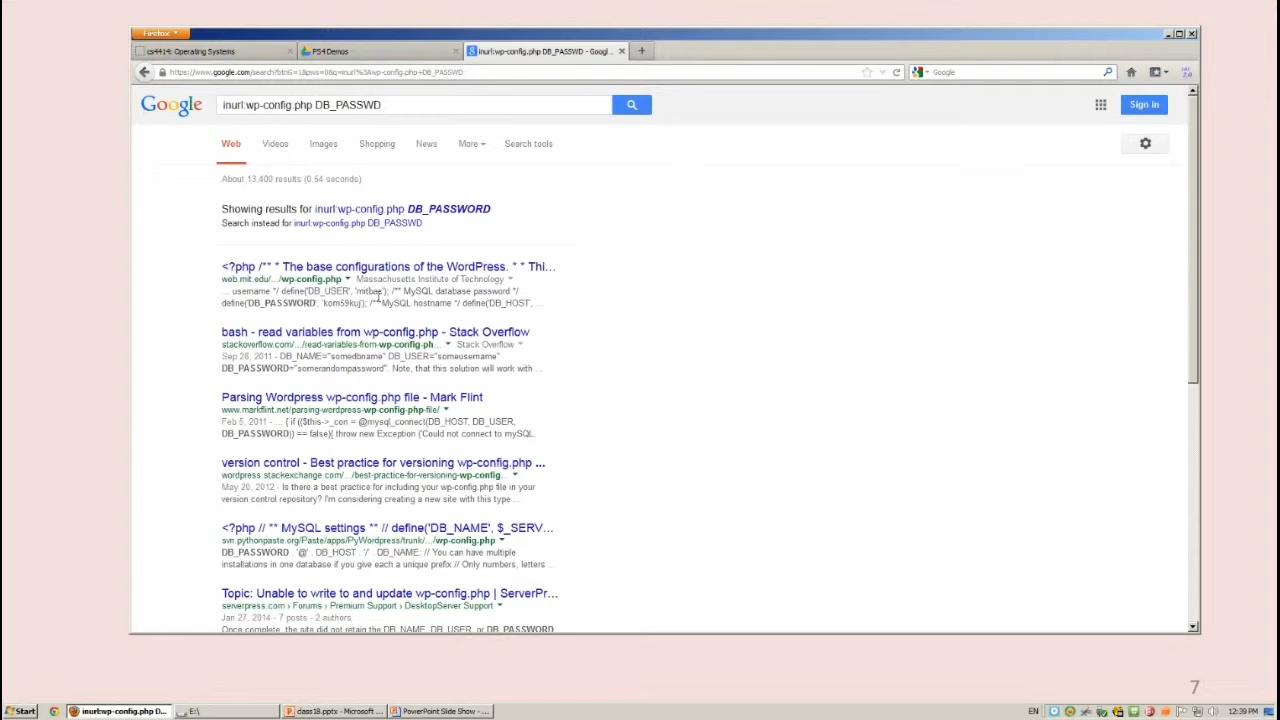 Firefox
cs4414: Operating Systems
PS4 Demos
inurl:wp-config.php DB_PASSWD - Googl...
https://www.google.com/search?btnG=1&pws=0&q=inurl%3Awp-config.php+DB_PASSWD
Google
Google
inurl:wp-config.php DB_PASSWD
Sign in
Web
Videos
Images
Shopping
News
More
Search tools
About 13,400 results (0.54 seconds)
Showing results for inurl:wp-config.php DB_PASSWORD
Search instead for inurl:wp-config.php DB_PASSWD
<?php /** * The base configurations of the WordPress. * * Thi...
web.mit.edu/.../wp-config.php Massachusetts Institute of Technology
... username */ define('DB_USER', 'mitbee'); /** MySQL database password */
define('DB_PASSWORD', 'kom59kuj'); /** MySQL hostname */ define('DB_HOST', ...
bash - read variables from wp-config.php - Stack Overflow
stackoverflow.com/.../read-variables-from-wp-config-ph... Stack Overflow
Sep 28, 2011 - DB_NAME="somedbname" DB_USER="someusername"
DB_PASSWORD="somerandompassword". Note, that this solution will work with ...
Parsing Wordpress wp-config.php file - Mark Flint
www.markflint.net/parsing-wordpress-wp-config-php-file/
Feb 5, 2011 - ... { if (($this->_con = @mysql_connect(DB_HOST, DB_USER,
DB_PASSWORD)) == false){ throw new Exception ('Could not connect to mySQL.
version control - Best practice for versioning wp-config.php ...
wordpress.stackexchange.com/.../best-practice-for-versioning-wp-config.
May 20, 2012 - Is there a best practice for including your wp-config.php file in your
version control repository? I'm considering creating a new site with this type ...
<?php // ** MySQL settings ** // define('DB_NAME', $_SERV...
svn.pythonpaste.org/Paste/apps/PyWordpress/trunk/.../wp-config.php
DB_PASSWORD . '@' . DB_HOST . '/' . DB_NAME; // You can have multiple
installations in one database if you give each a unique prefix // Only numbers, letters ...
Topic: Unable to write to and update wp-config.php | ServerPr...
serverpress.com › Forums › Premium Support › DesktopServer Support
Jan 27, 2014 - 7 posts - 2 authors
Once complete, the site did not retain the DB_NAME, DB_USER, or DB_PASSWORD
7
Start
inurl:wp-config.php D...
E:\
class18.pptx - Microsoft ...
PowerPoint Slide Show - ...
EN
12:39 PM